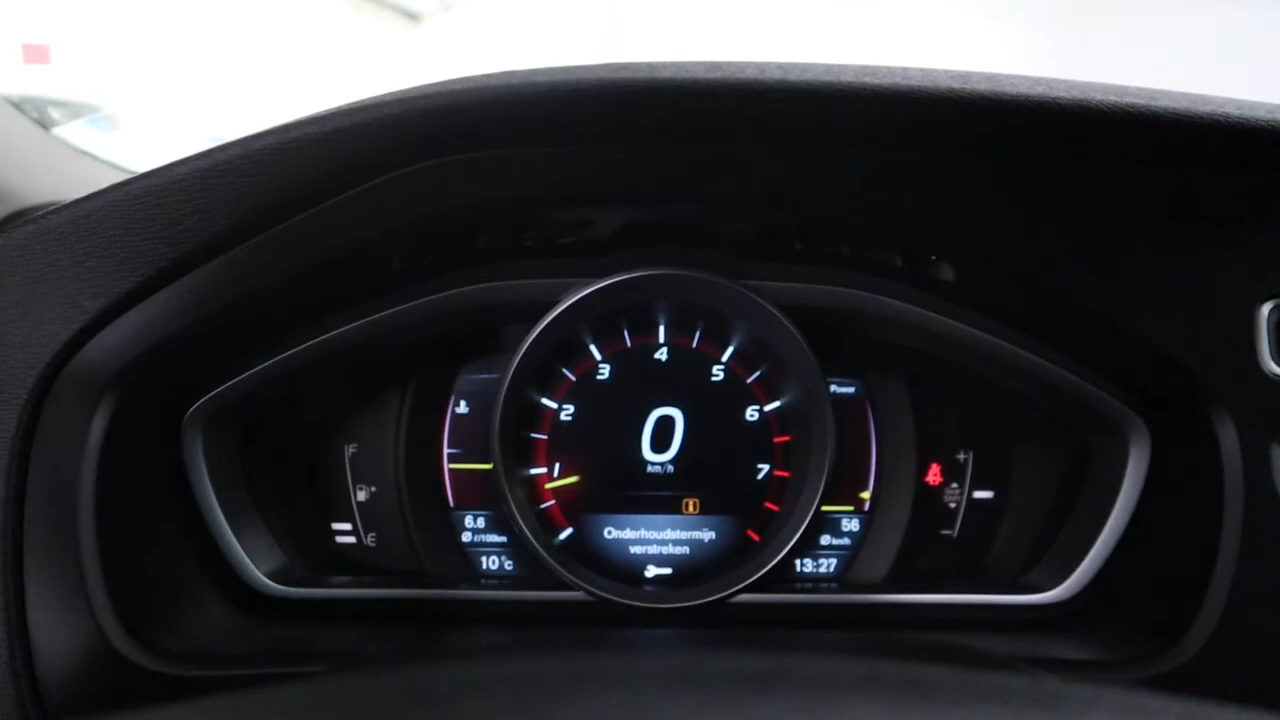 4
3
5
2
6
1
7
0
km/h
Onderhoudstermijn
verstreken
F
E
6.6
Ø l/100km
10°c
Power
56
Ø km/h
13:27
+
-